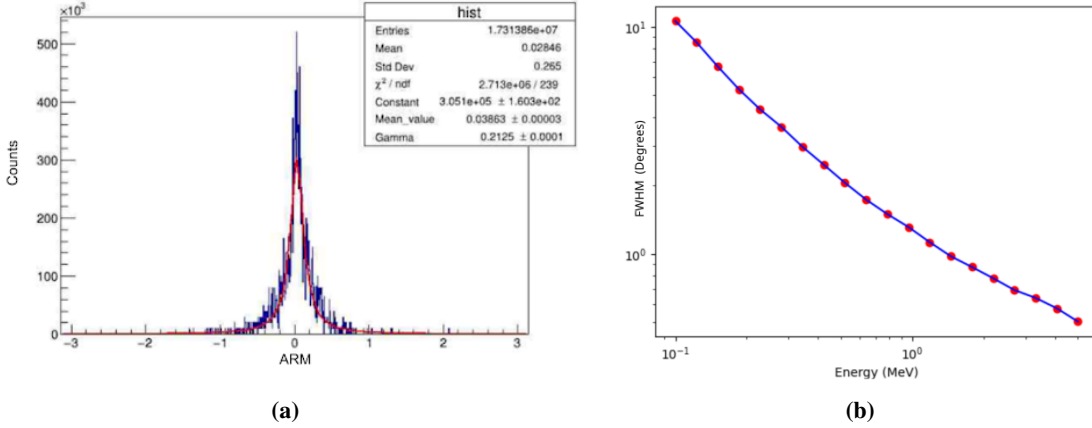 ×10³
500
400
300
200
100
0
Counts
−3 −2 −1 0 1 2 3
ARM
hist
Entries 1.731386e+07
Mean 0.02846
Std Dev 0.265
χ² / ndf 2.713e+06 / 239
Constant 3.051e+05 ± 1.603e+02
Mean_value 0.03863 ± 0.00003
Gamma 0.2125 ± 0.0001
(a)
10¹
10⁰
FWHM (Degrees)
10⁻¹ 10⁰
Energy (MeV)
(b)